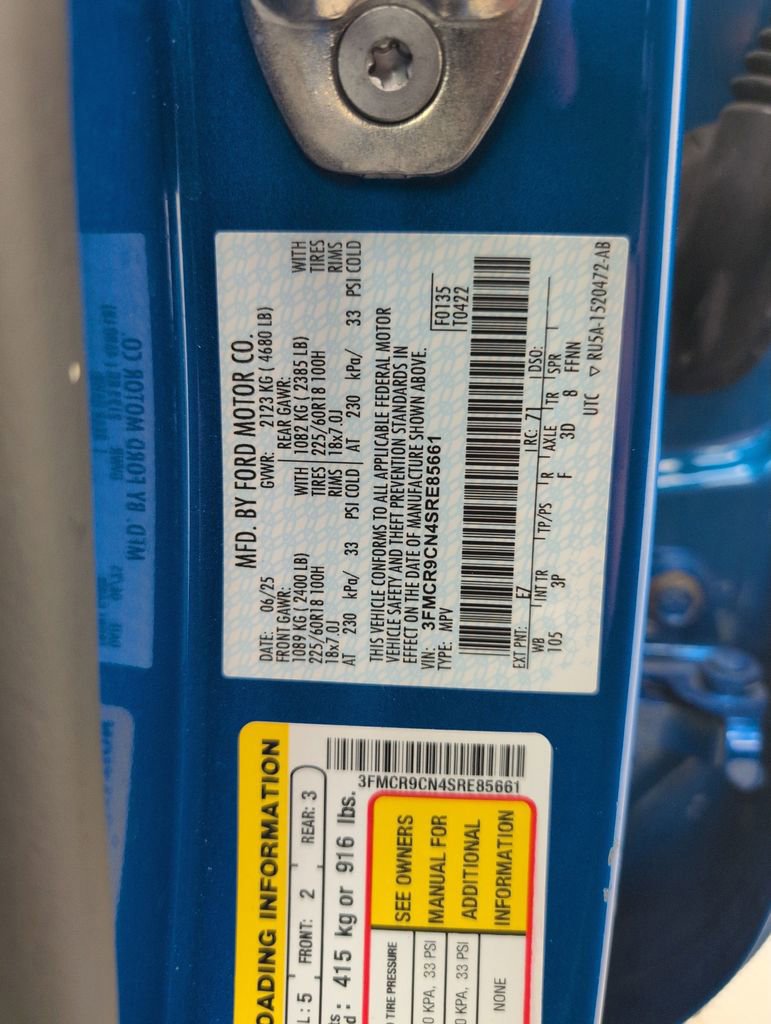 MFD. BY FORD MOTOR CO.
DATE: 06/25 GVWR: 2123 KG ( 4680 LB)
FRONT GAWR: REAR GAWR:
1089 KG ( 2400 LB) WITH 1082 KG ( 2385 LB) WITH
225/60R18 100H TIRES 225/60R18 100H TIRES
18x7.0J RIMS 18x7.0J RIMS
AT 230 kPa/ 33 PSI COLD AT 230 kPa/ 33 PSI COLD
THIS VEHICLE CONFORMS TO ALL APPLICABLE FEDERAL MOTOR
VEHICLE SAFETY AND THEFT PREVENTION STANDARDS IN
EFFECT ON THE DATE OF MANUFACTURE SHOWN ABOVE.
VIN: 3FMCR9CN4SRE85661
TYPE: MPV
F0135
T0422
EXT PNT: E7 RC: 71 DSO:
WB INT TR TP/PS R AXLE TR SPR
105 3P F 3D 8 FFNN
UTC ▽ RU5A-1520472-AB
OADING INFORMATION
L: 5 FRONT: 2 REAR: 3
415 kg or 916 lbs.
3FMCR9CN4SRE85661
TIRE PRESSURE
0 KPA, 33 PSI
0 KPA, 33 PSI
NONE
SEE OWNERS
MANUAL FOR
ADDITIONAL
INFORMATION